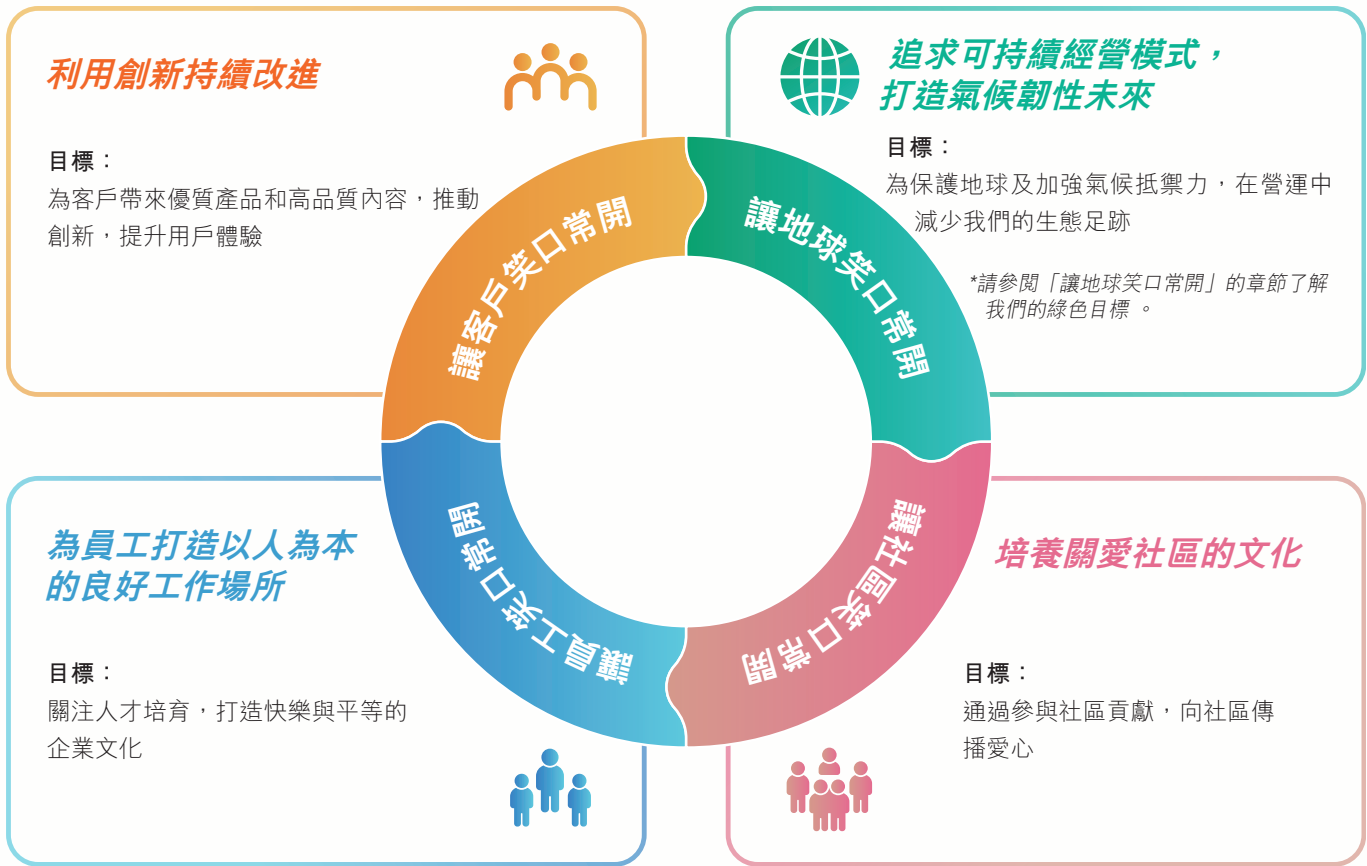 利用創新持續改進
目標：
為客戶帶來優質產品和高品質內容，推動
創新，提升用戶體驗
追求可持續經營模式，
打造氣候韌性未來
目標：
為保護地球及加強氣候抵禦力，在營運中
減少我們的生態足跡
*請參閱「讓地球笑口常開」的章節了解
我們的綠色目標 。
讓客戶笑口常開
讓地球笑口常開
讓員工笑口常開
讓社區笑口常開
為員工打造以人為本
的良好工作場所
目標：
關注人才培育，打造快樂與平等的
企業文化
培養關愛社區的文化
目標：
通過參與社區貢獻，向社區傳
播愛心